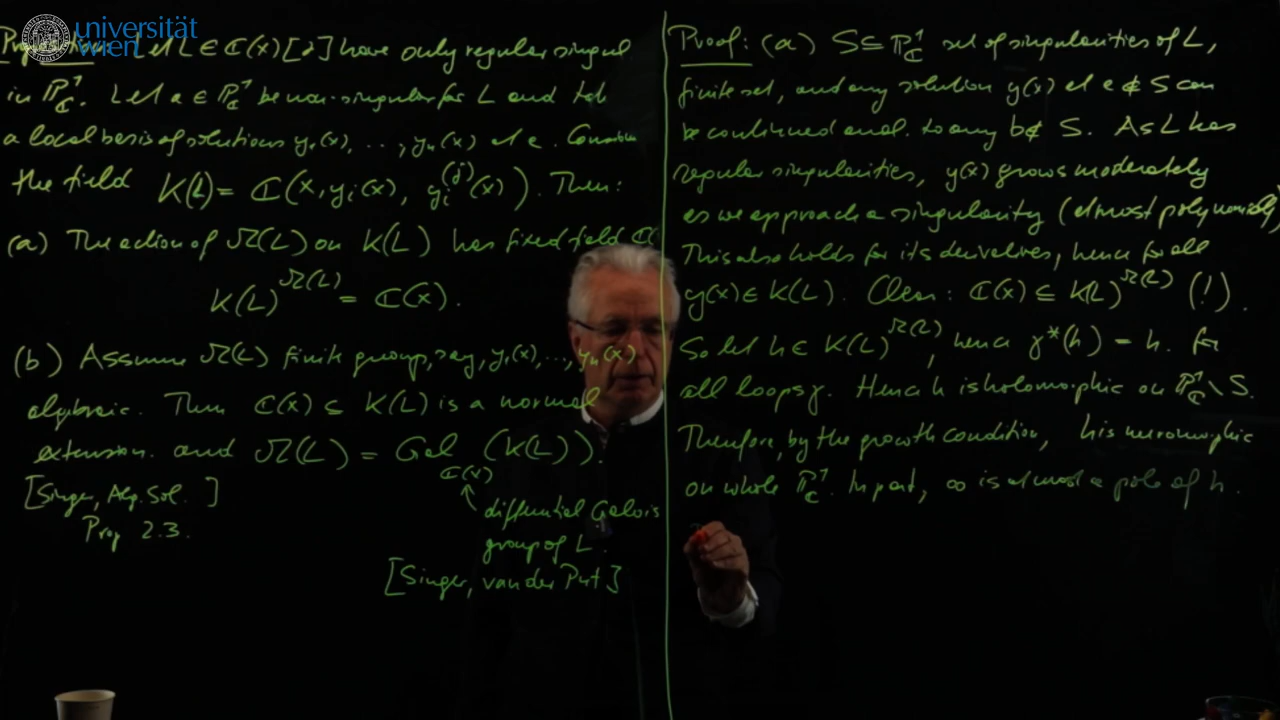 universität
wien
Proposition: Let L ∈ ℂ(x)[∂] have only regular singul
in ℙ¹_ℂ. Let a ∈ ℙ¹_ℂ be non-singular for L and tak
a local basis of solutions y₁(x), ..., yₙ(x) at a. Consider
the field K(L) = ℂ(x, yᵢ(x), yᵢ^(j)(x)). Then:
(a) The action of 𝓜(L) on K(L) has fixed field ℂ(
K(L)^𝓜(L) = ℂ(x).
(b) Assume 𝓜(L) finite group, say, y₁(x), ..., yₙ(x)
algebraic. Then ℂ(x) ⊆ K(L) is a normal
extension and 𝓜(L) = Gal_ℂ(x) (K(L)).
↖ differential Galois
group of L.
[Singer, van der Put]
[Singer, Alg. Sol. ]
Prop 2.3.
Proof: (a) S ⊆ ℙ¹_ℂ set of singularities of L,
finite set, and any solution y(x) at a ∉ S can
be continued anal. to any b ∉ S. As L has
regular singularities, y(x) grows moderately
as we approach a singularity (almost polynomially)
This also holds for its derivatives, hence for all
y(x) ∈ K(L). Clear: ℂ(x) ⊆ K(L)^𝓜(L) (!).
So let h ∈ K(L)^𝓜(L), hence γ*(h) = h. for
all loops γ. Hence h is holomorphic on ℙ¹_ℂ \ S.
Therefore, by the growth condition, h is meromorphic
on whole ℙ¹_ℂ. In part, ∞ is at most a pole of h.